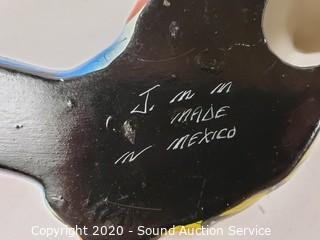 J. m m
MADE
IN MEXICO
Copyright 2020 - Sound Auction Service